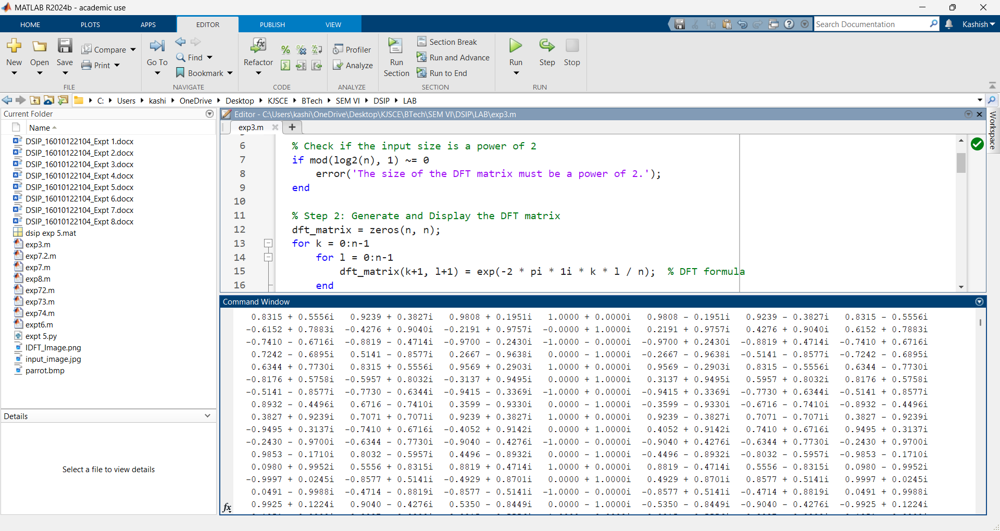 MATLAB R2024b - academic use
HOME PLOTS APPS EDITOR PUBLISH VIEW
Search Documentation
Kashish
New Open Save Compare Print
FILE
Go To Find Bookmark
NAVIGATE
Refactor
CODE
Profiler Analyze
ANALYZE
Run Section Section Break Run and Advance Run to End
SECTION
Run Step Stop
RUN
C: Users kashi OneDrive Desktop KJSCE BTech SEM VI DSIP LAB
Current Folder
Name
DSIP_16010122104_Expt 1.docx
DSIP_16010122104_Expt 2.docx
DSIP_16010122104_Expt 3.docx
DSIP_16010122104_Expt 4.docx
DSIP_16010122104_Expt 5.docx
DSIP_16010122104_Expt 6.docx
DSIP_16010122104_Expt 7.docx
DSIP_16010122104_Expt 8.docx
dsip exp 5.mat
exp3.m
exp7.2.m
exp7.m
exp8.m
exp72.m
exp73.m
exp74.m
expt6.m
expt 5.py
IDFT_Image.png
input_image.jpg
parrot.bmp
Details
Select a file to view details
Editor - C:\Users\kashi\OneDrive\Desktop\KJSCE\BTech\SEM VI\DSIP\LAB\exp3.m
exp3.m
6 % Check if the input size is a power of 2
7 if mod(log2(n), 1) ~= 0
8 error('The size of the DFT matrix must be a power of 2.');
9 end
10
11 % Step 2: Generate and Display the DFT matrix
12 dft_matrix = zeros(n, n);
13 for k = 0:n-1
14 for l = 0:n-1
15 dft_matrix(k+1, l+1) = exp(-2 * pi * 1i * k * l / n); % DFT formula
16 end
Workspace
Command Window
0.8315 + 0.5556i 0.9239 + 0.3827i 0.9808 + 0.1951i 1.0000 + 0.0000i 0.9808 - 0.1951i 0.9239 - 0.3827i 0.8315 - 0.5556i
-0.6152 + 0.7883i -0.4276 + 0.9040i -0.2191 + 0.9757i -0.0000 + 1.0000i 0.2191 + 0.9757i 0.4276 + 0.9040i 0.6152 + 0.7883i
-0.7410 - 0.6716i -0.8819 - 0.4714i -0.9700 - 0.2430i -1.0000 - 0.0000i -0.9700 + 0.2430i -0.8819 + 0.4714i -0.7410 + 0.6716i
0.7242 - 0.6895i 0.5141 - 0.8577i 0.2667 - 0.9638i 0.0000 - 1.0000i -0.2667 - 0.9638i -0.5141 - 0.8577i -0.7242 - 0.6895i
0.6344 + 0.7730i 0.8315 + 0.5556i 0.9569 + 0.2903i 1.0000 + 0.0000i 0.9569 - 0.2903i 0.8315 - 0.5556i 0.6344 - 0.7730i
-0.8176 + 0.5758i -0.5957 + 0.8032i -0.3137 + 0.9495i 0.0000 + 1.0000i 0.3137 + 0.9495i 0.5957 + 0.8032i 0.8176 + 0.5758i
-0.5141 - 0.8577i -0.7730 - 0.6344i -0.9415 - 0.3369i -1.0000 + 0.0000i -0.9415 + 0.3369i -0.7730 + 0.6344i -0.5141 + 0.8577i
0.8932 - 0.4496i 0.6716 - 0.7410i 0.3599 - 0.9330i 0.0000 - 1.0000i -0.3599 - 0.9330i -0.6716 - 0.7410i -0.8932 - 0.4496i
0.3827 + 0.9239i 0.7071 + 0.7071i 0.9239 + 0.3827i 1.0000 + 0.0000i 0.9239 - 0.3827i 0.7071 - 0.7071i 0.3827 - 0.9239i
-0.9495 + 0.3137i -0.7410 + 0.6716i -0.4052 + 0.9142i 0.0000 + 1.0000i 0.4052 + 0.9142i 0.7410 + 0.6716i 0.9495 + 0.3137i
-0.2430 - 0.9700i -0.6344 - 0.7730i -0.9040 - 0.4276i -1.0000 - 0.0000i -0.9040 + 0.4276i -0.6344 + 0.7730i -0.2430 + 0.9700i
0.9853 - 0.1710i 0.8032 - 0.5957i 0.4496 - 0.8932i 0.0000 - 1.0000i -0.4496 - 0.8932i -0.8032 - 0.5957i -0.9853 - 0.1710i
0.0980 + 0.9952i 0.5556 + 0.8315i 0.8819 + 0.4714i 1.0000 + 0.0000i 0.8819 - 0.4714i 0.5556 - 0.8315i 0.0980 - 0.9952i
-0.9997 + 0.0245i -0.8577 + 0.5141i -0.4929 + 0.8701i 0.0000 + 1.0000i 0.4929 + 0.8701i 0.8577 + 0.5141i 0.9997 + 0.0245i
0.0491 - 0.9988i -0.4714 - 0.8819i -0.8577 - 0.5141i -1.0000 - 0.0000i -0.8577 + 0.5141i -0.4714 + 0.8819i 0.0491 + 0.9988i
0.9925 + 0.1224i 0.9040 - 0.4276i 0.5350 - 0.8449i 0.0000 - 1.0000i -0.5350 - 0.8449i -0.9040 - 0.4276i -0.9925 + 0.1224i
fx